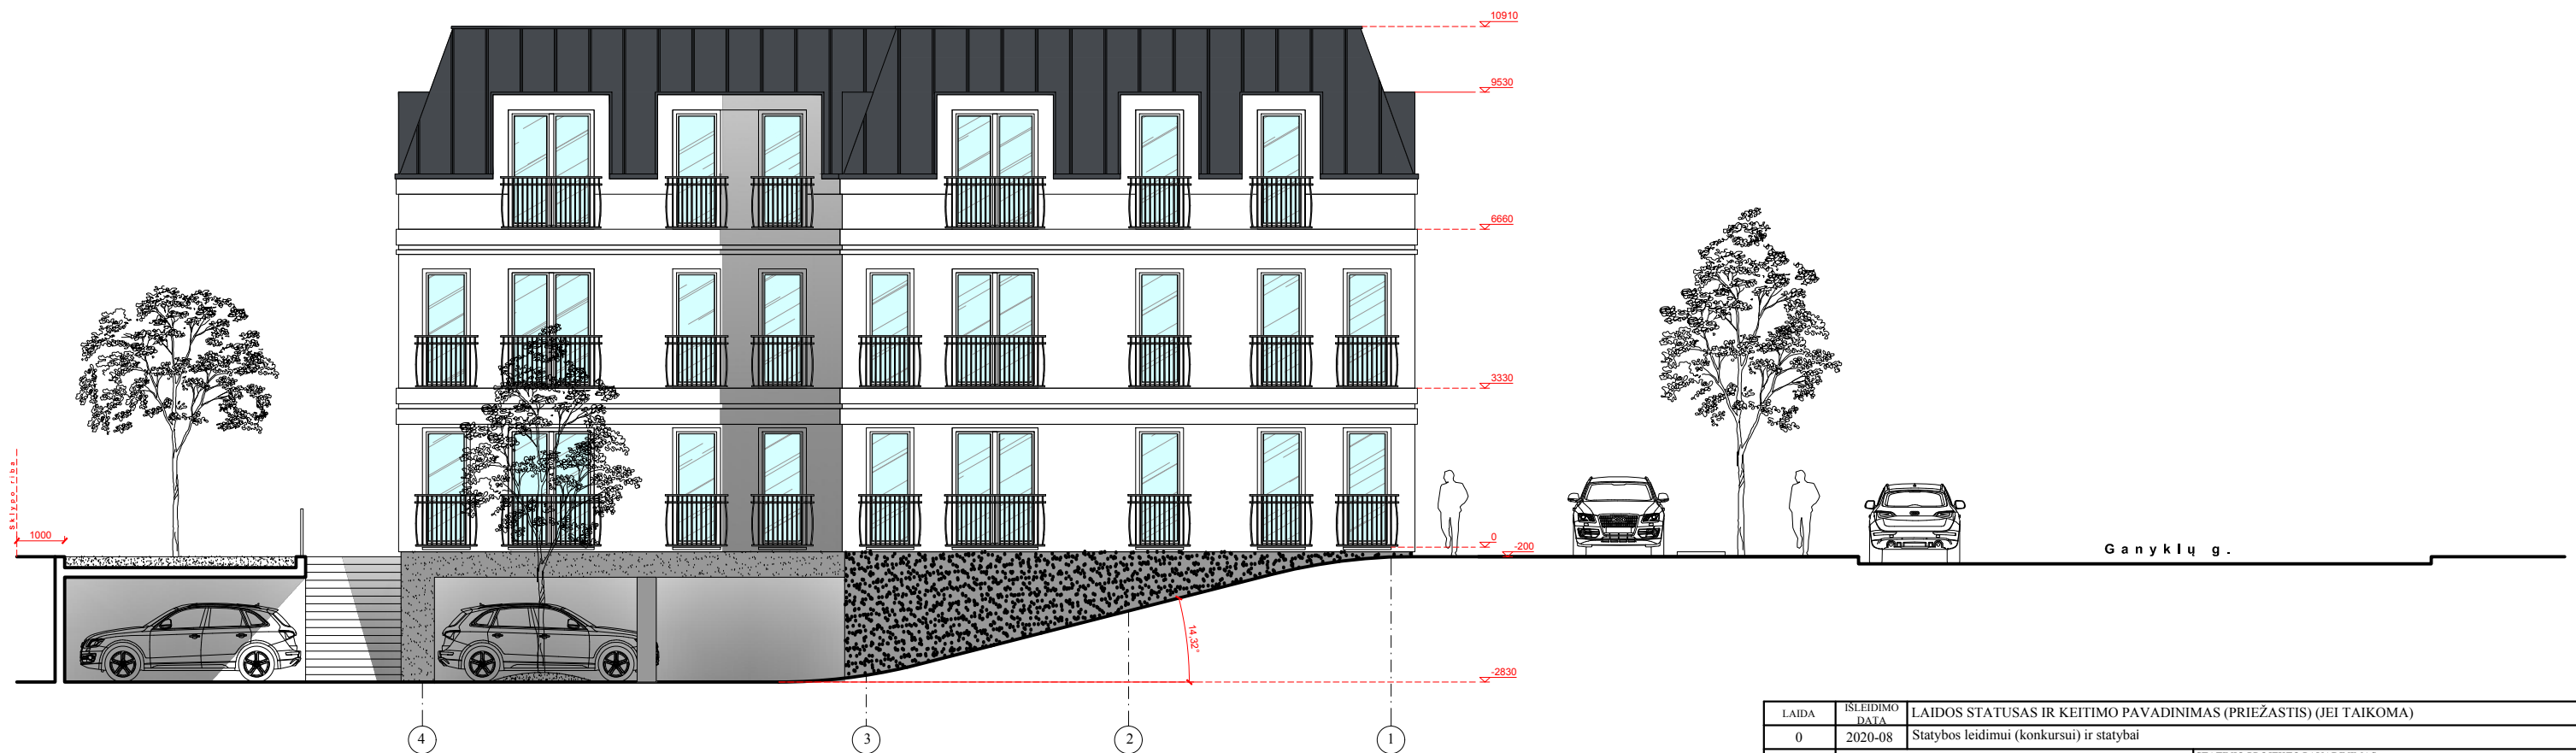 10910
9530
6660
3330
0
-200
Sklypo riba
1000
Ganyklų g.
14,32°
-2830
4
3
2
1
LAIDA
IŠLEIDIMO DATA
LAIDOS STATUSAS IR KEITIMO PAVADINIMAS (PRIEŽASTIS) (JEI TAIKOMA)
0
2020-08
Statybos leidimui (konkursui) ir statybai